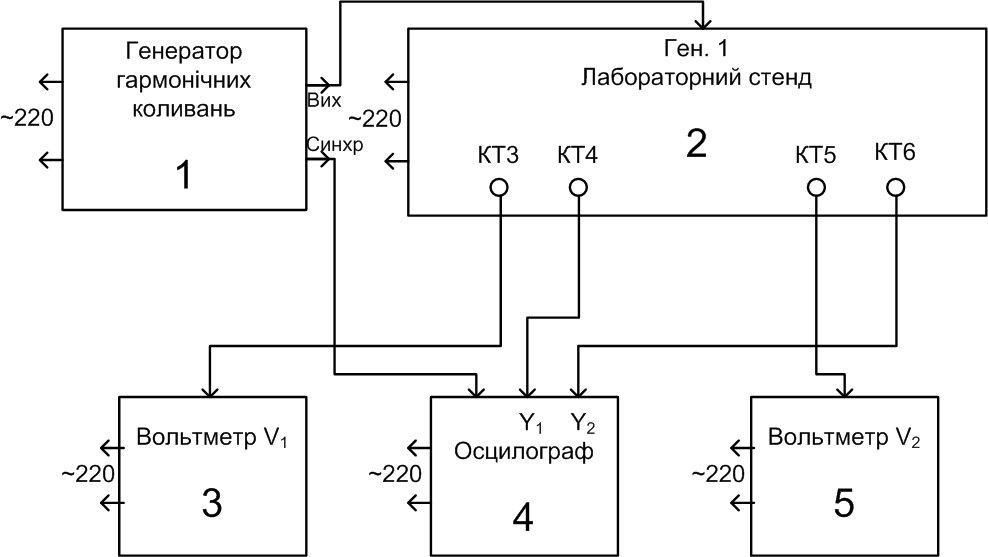 Генератор
гармонічних
коливань
1
~220
Вих
Синхр
Ген. 1
Лабораторний стенд
2
~220
КТ3
КТ4
КТ5
КТ6
Вольтметр V₁
~220
3
Y₁
Y₂
Осцилограф
~220
4
Вольтметр V₂
~220
5